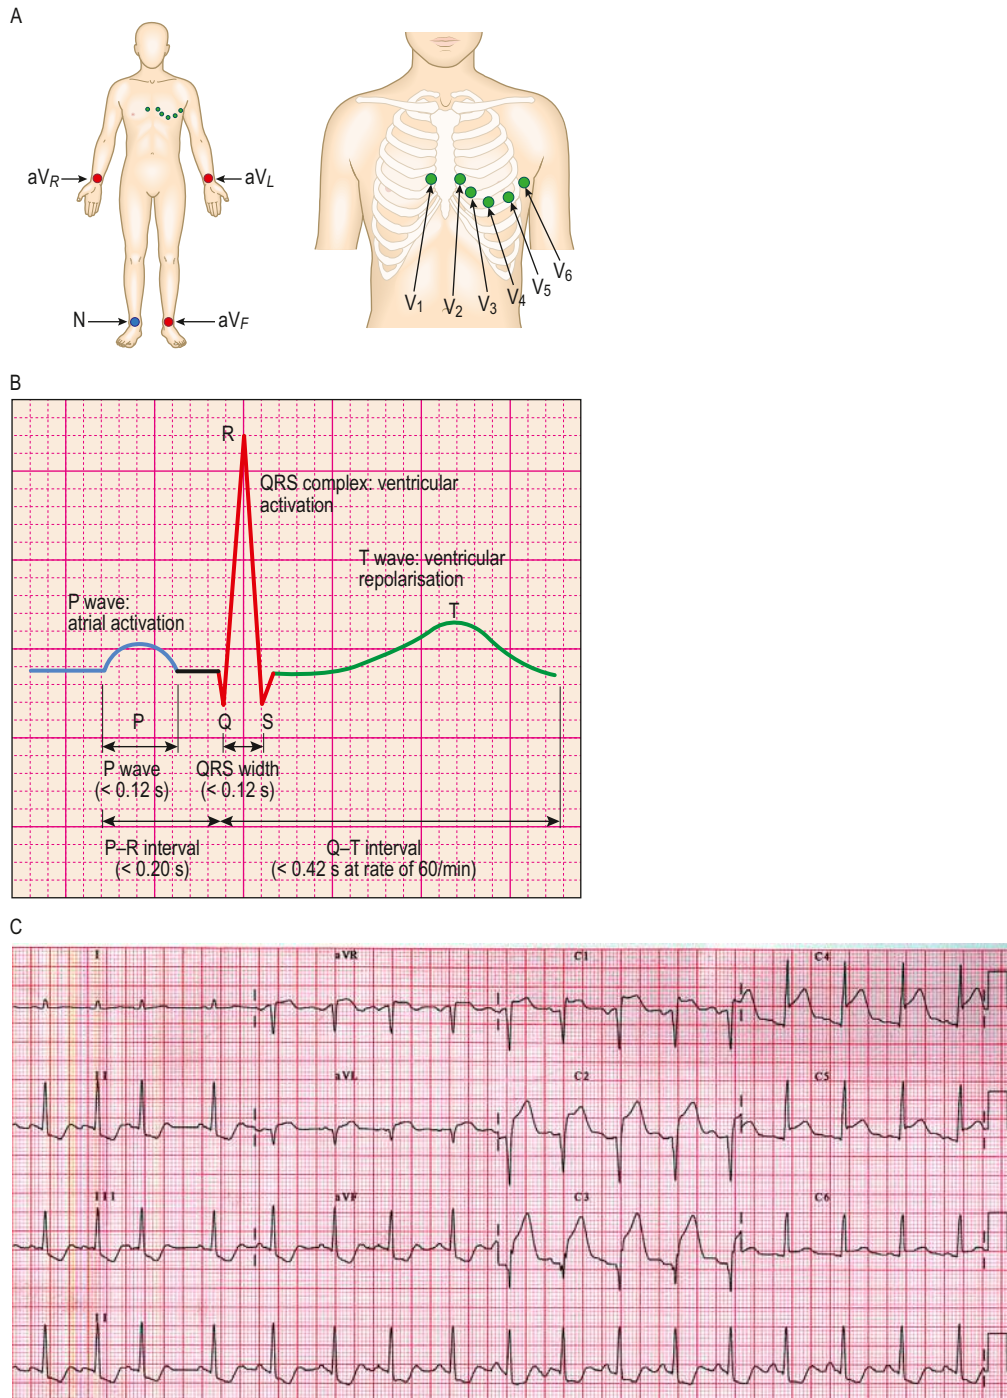 A
aVR
aVL
N
aVF
V1
V2
V3
V4
V5
V6
B
R
QRS complex: ventricular
activation
T wave: ventricular
repolarisation
T
P wave:
atrial activation
P
Q
S
P wave
(< 0.12 s)
QRS width
(< 0.12 s)
P–R interval
(< 0.20 s)
Q–T interval
(< 0.42 s at rate of 60/min)
C
I
aVR
C1
C4
II
aVL
C2
C5
III
aVF
C3
C6
II